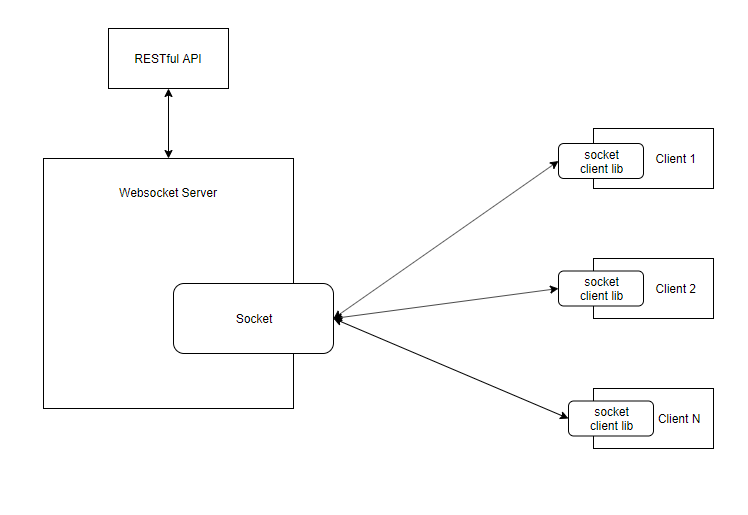 RESTful API
Websocket Server
Socket
socket
client lib
Client 1
socket
client lib
Client 2
socket
client lib
Client N